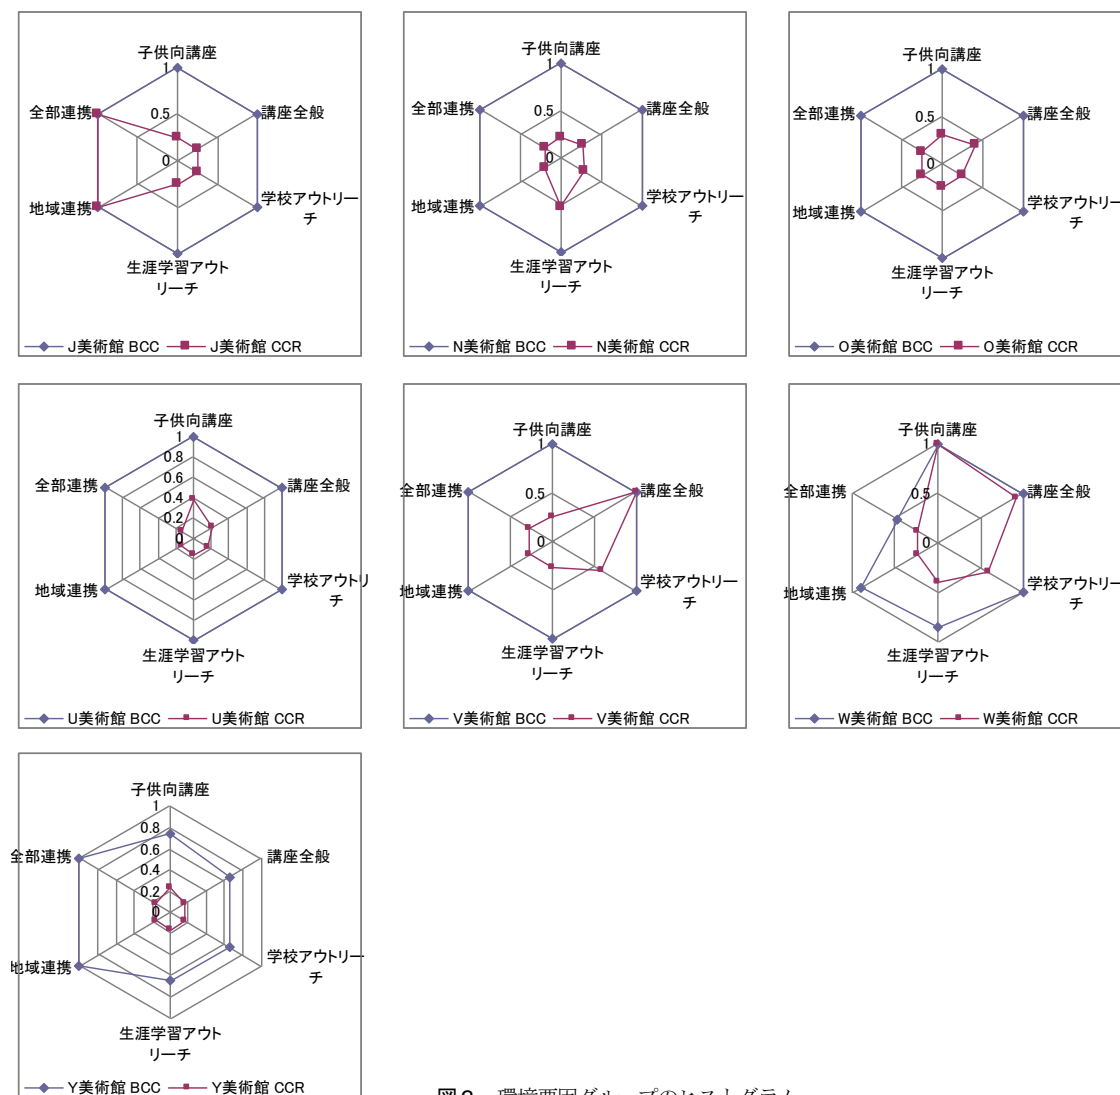 子供向講座
1
全部連携
講座全般
0.5
0
地域連携
学校アウトリー
チ
生涯学習アウト
リーチ
J美術館 BCC J美術館 CCR
子供向講座
1
全部連携
講座全般
0.5
0
地域連携
学校アウトリー
チ
生涯学習アウト
リーチ
N美術館 BCC N美術館 CCR
子供向講座
1
全部連携
講座全般
0.5
0
地域連携
学校アウトリー
チ
生涯学習アウト
リーチ
O美術館 BCC O美術館 CCR
子供向講座
1
0.8
0.6
全部連携
講座全般
0.4
0.2
0
地域連携
学校アウトリ
チ
生涯学習アウト
リーチ
U美術館 BCC U美術館 CCR
子供向講座
1
全部連携
講座全般
0.5
0
地域連携
学校アウトリー
チ
生涯学習アウト
リーチ
V美術館 BCC V美術館 CCR
子供向講座
1
全部連携
講座全般
0.5
0
地域連携
学校アウトリー
チ
生涯学習アウト
リーチ
W美術館 BCC W美術館 CCR
子供向講座
1
0.8
0.6
全部連携
講座全般
0.4
0.2
0
地域連携
学校アウトリー
チ
生涯学習アウト
リーチ
Y美術館 BCC Y美術館 CCR
環境要因グループのヒストグラム